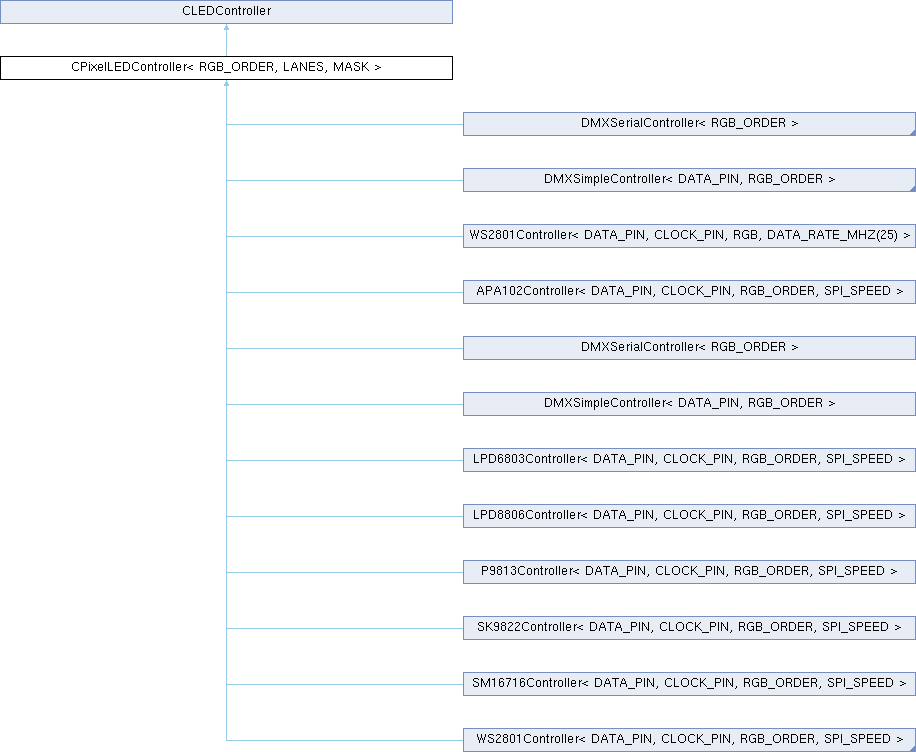 CLEDController
CPixelLEDController< RGB_ORDER, LANES, MASK >
DMXSerialController< RGB_ORDER >
DMXSimpleController< DATA_PIN, RGB_ORDER >
WS2801Controller< DATA_PIN, CLOCK_PIN, RGB, DATA_RATE_MHZ(25) >
APA102Controller< DATA_PIN, CLOCK_PIN, RGB_ORDER, SPI_SPEED >
DMXSerialController< RGB_ORDER >
DMXSimpleController< DATA_PIN, RGB_ORDER >
LPD6803Controller< DATA_PIN, CLOCK_PIN, RGB_ORDER, SPI_SPEED >
LPD8806Controller< DATA_PIN, CLOCK_PIN, RGB_ORDER, SPI_SPEED >
P9813Controller< DATA_PIN, CLOCK_PIN, RGB_ORDER, SPI_SPEED >
SK9822Controller< DATA_PIN, CLOCK_PIN, RGB_ORDER, SPI_SPEED >
SM16716Controller< DATA_PIN, CLOCK_PIN, RGB_ORDER, SPI_SPEED >
WS2801Controller< DATA_PIN, CLOCK_PIN, RGB_ORDER, SPI_SPEED >